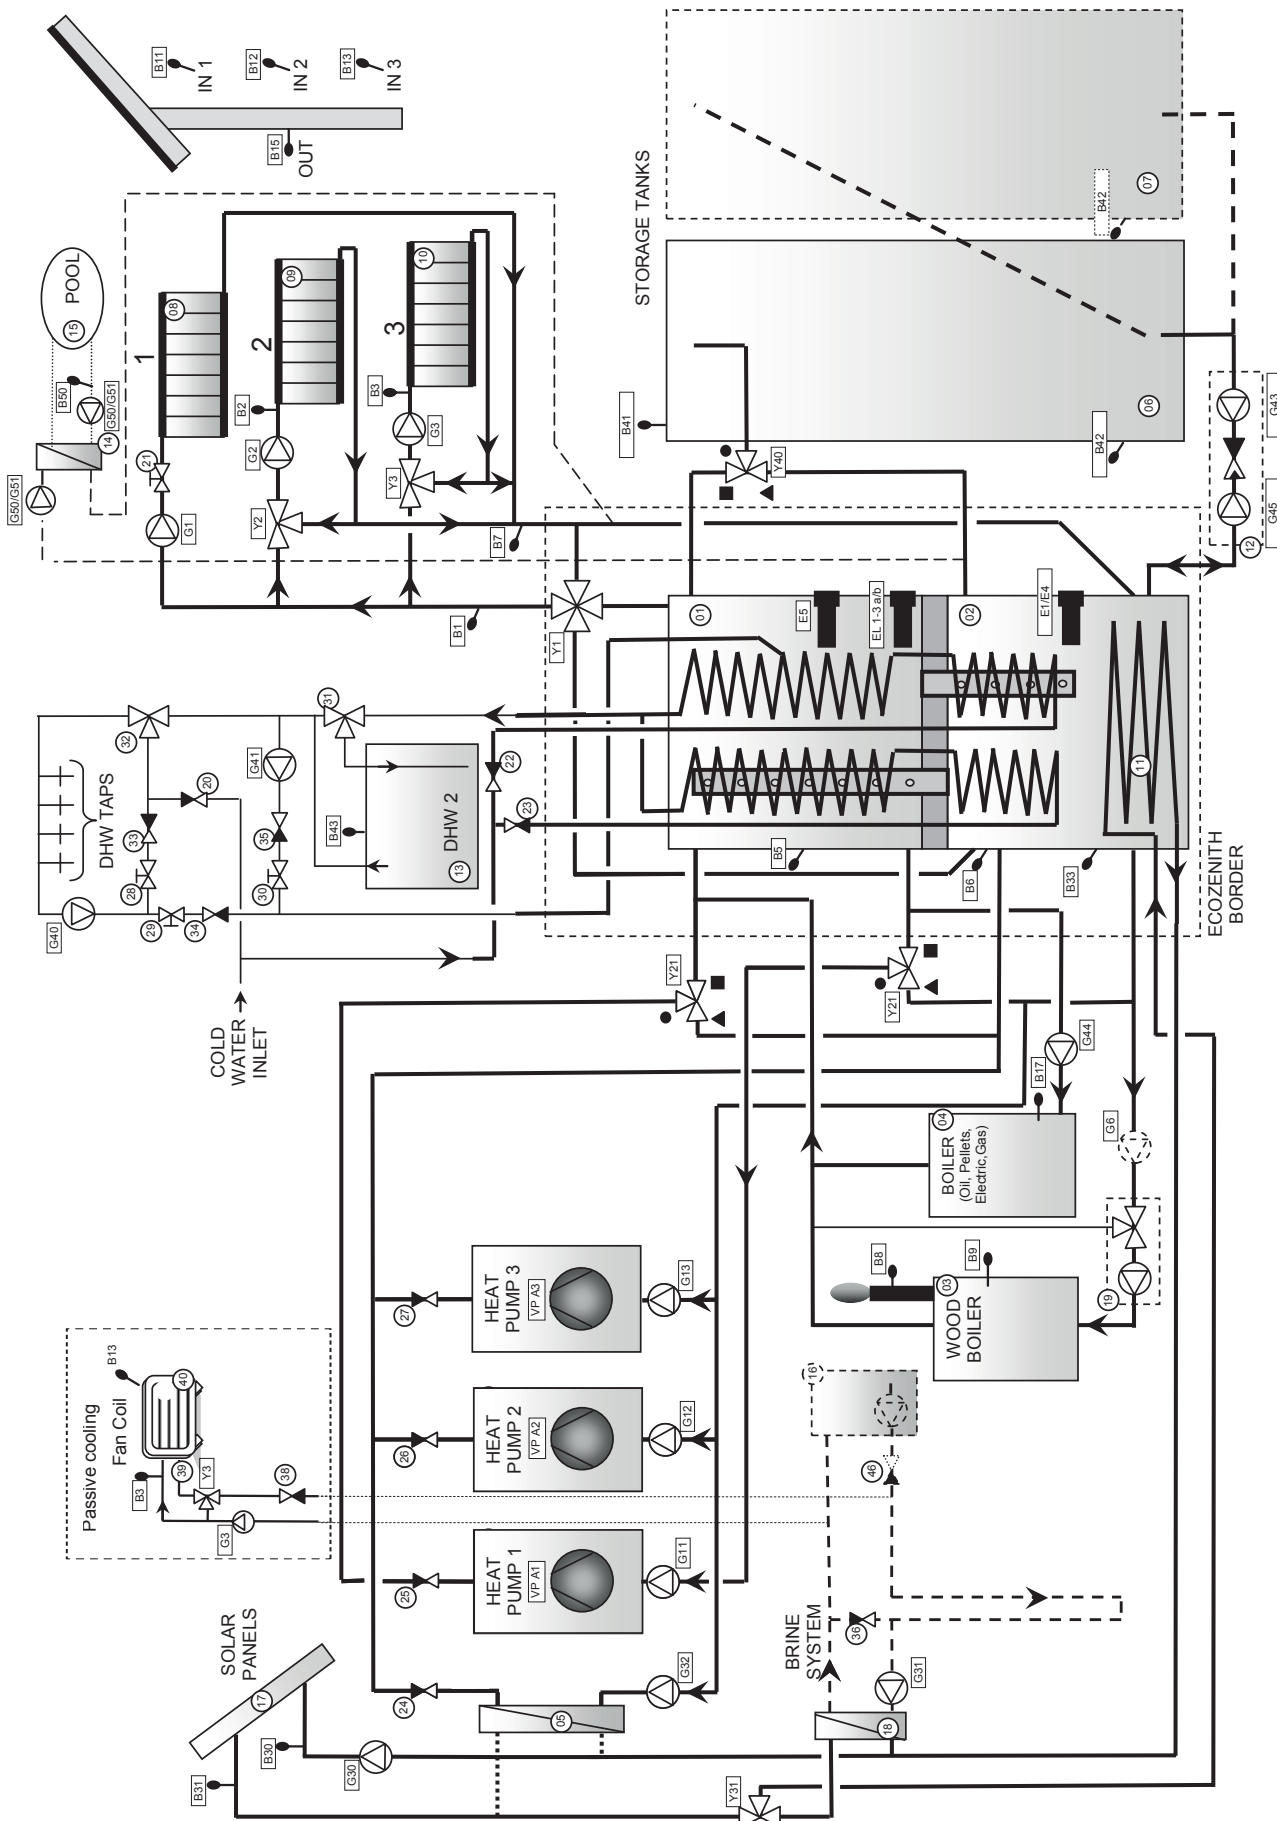 B11
IN 1
B12
IN 2
B13
IN 3
B15
OUT
POOL
15
B50
G50/G51
14
G50/G51
1
08
21
G1
2
09
B2
G2
Y2
3
10
B3
G3
Y3
B7
B1
Y1
STORAGE TANKS
07
B42
06
B41
B42
Y40
G43
G45
12
01
E5
EL 1-3 a/b
02
E1/E4
11
B5
B6
B33
ECOZENITH
BORDER
DHW TAPS
32
31
G41
20
33
35
28
30
29
34
G40
B43
DHW 2
13
22
23
COLD
WATER
INLET
Y21
Y21
G44
B17
04
BOILER
(Oil, Pellets,
Electric,Gas)
G6
B8
B9
03
WOOD
BOILER
19
27
HEAT
PUMP 3
VP A3
G13
26
HEAT
PUMP 2
VP A2
G12
25
HEAT
PUMP 1
VP A1
G11
24
05
G32
16
46
BRINE
SYSTEM
36
G31
18
Y31
Passive cooling
Fan Coil
B13
40
39
B3
Y3
38
G3
SOLAR
PANELS
17
B30
B31
G30